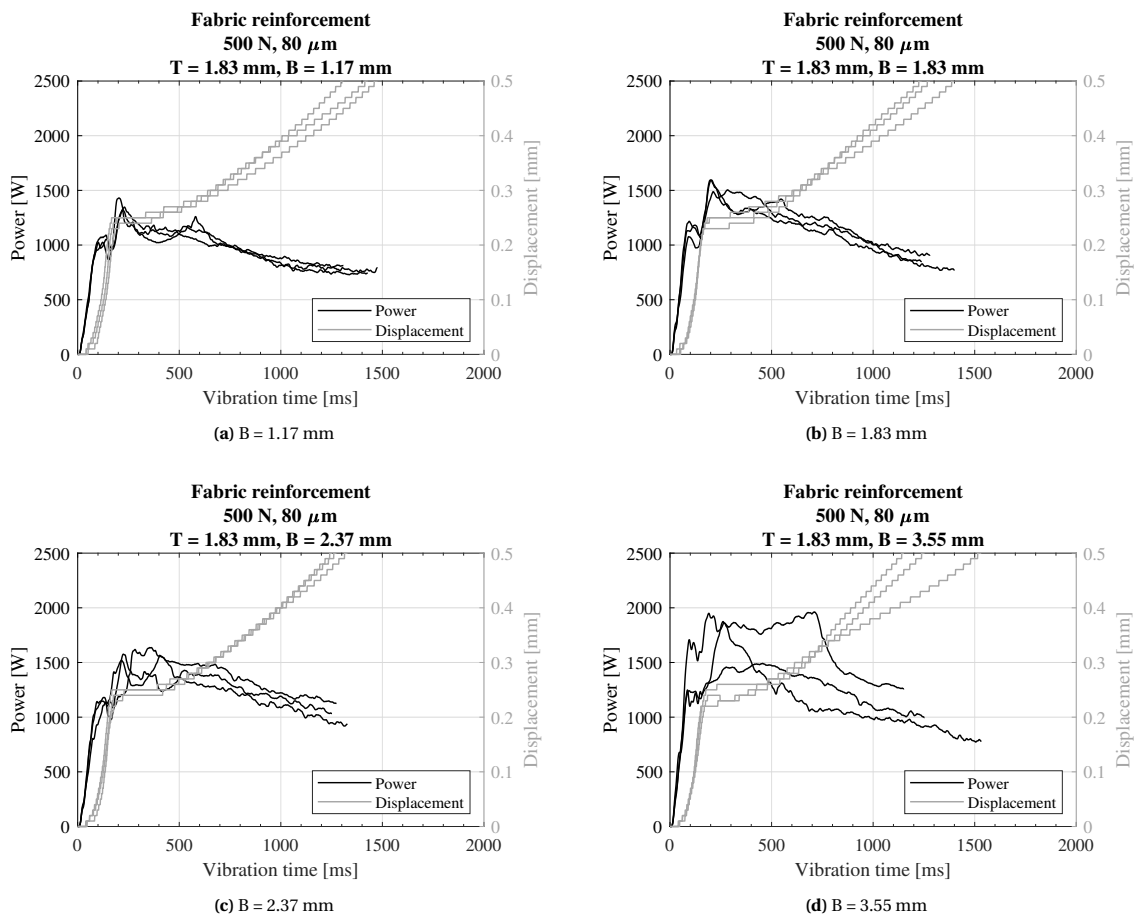 Fabric reinforcement
500 N, 80 μm
T = 1.83 mm, B = 1.17 mm
2500
2000
1500
1000
500
0
Power [W]
0.5
0.4
0.3
0.2
0.1
0
Displacement [mm]
Power
Displacement
0
500
1000
1500
2000
Vibration time [ms]
(a) B = 1.17 mm
Fabric reinforcement
500 N, 80 μm
T = 1.83 mm, B = 1.83 mm
2500
2000
1500
1000
500
0
Power [W]
0.5
0.4
0.3
0.2
0.1
0
Displacement [mm]
Power
Displacement
0
500
1000
1500
2000
Vibration time [ms]
(b) B = 1.83 mm
Fabric reinforcement
500 N, 80 μm
T = 1.83 mm, B = 2.37 mm
2500
2000
1500
1000
500
0
Power [W]
0.5
0.4
0.3
0.2
0.1
0
Displacement [mm]
Power
Displacement
0
500
1000
1500
2000
Vibration time [ms]
(c) B = 2.37 mm
Fabric reinforcement
500 N, 80 μm
T = 1.83 mm, B = 3.55 mm
2500
2000
1500
1000
500
0
Power [W]
0.5
0.4
0.3
0.2
0.1
0
Displacement [mm]
Power
Displacement
0
500
1000
1500
2000
Vibration time [ms]
(d) B = 3.55 mm